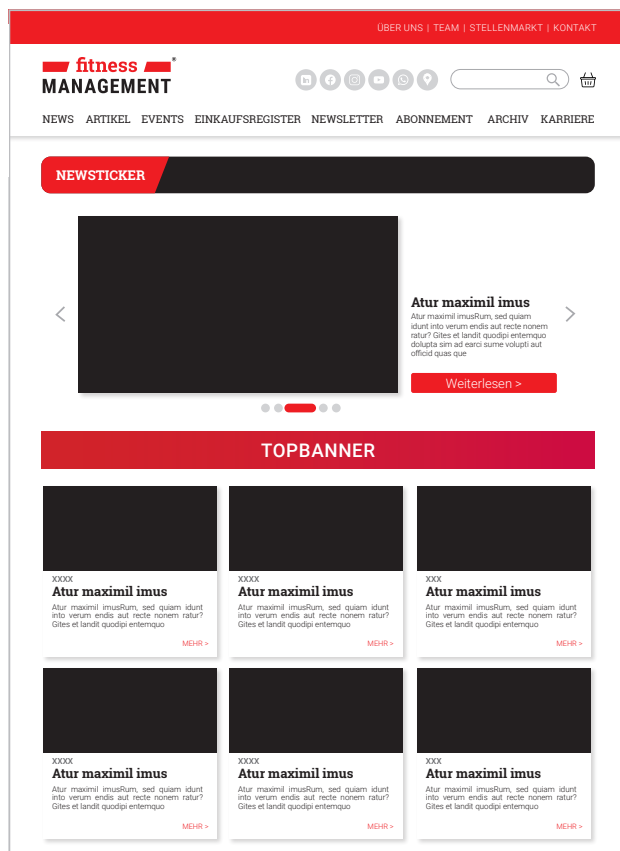 ÜBER UNS | TEAM | STELLENMARKT | KONTAKT
fitness®
MANAGEMENT
NEWS ARTIKEL EVENTS EINKAUFSREGISTER NEWSLETTER ABONNEMENT ARCHIV KARRIERE
NEWSTICKER
Atur maximil imus
Atur maximil imusRum, sed quiam
idunt into verum endis aut recte nonem
ratur? Gites et landit quodipi entemquo
dolupta sim ad earci sume volupti aut
officid quas que
Weiterlesen >
TOPBANNER
XXXX
Atur maximil imus
Atur maximil imusRum, sed quiam idunt
into verum endis aut recte nonem ratur?
Gites et landit quodipi entemquo
MEHR >
XXXX
Atur maximil imus
Atur maximil imusRum, sed quiam idunt
into verum endis aut recte nonem ratur?
Gites et landit quodipi entemquo
MEHR >
XXX
Atur maximil imus
Atur maximil imusRum, sed quiam idunt
into verum endis aut recte nonem ratur?
Gites et landit quodipi entemquo
MEHR >
XXXX
Atur maximil imus
Atur maximil imusRum, sed quiam idunt
into verum endis aut recte nonem ratur?
Gites et landit quodipi entemquo
MEHR >
XXXX
Atur maximil imus
Atur maximil imusRum, sed quiam idunt
into verum endis aut recte nonem ratur?
Gites et landit quodipi entemquo
MEHR >
XXX
Atur maximil imus
Atur maximil imusRum, sed quiam idunt
into verum endis aut recte nonem ratur?
Gites et landit quodipi entemquo
MEHR >